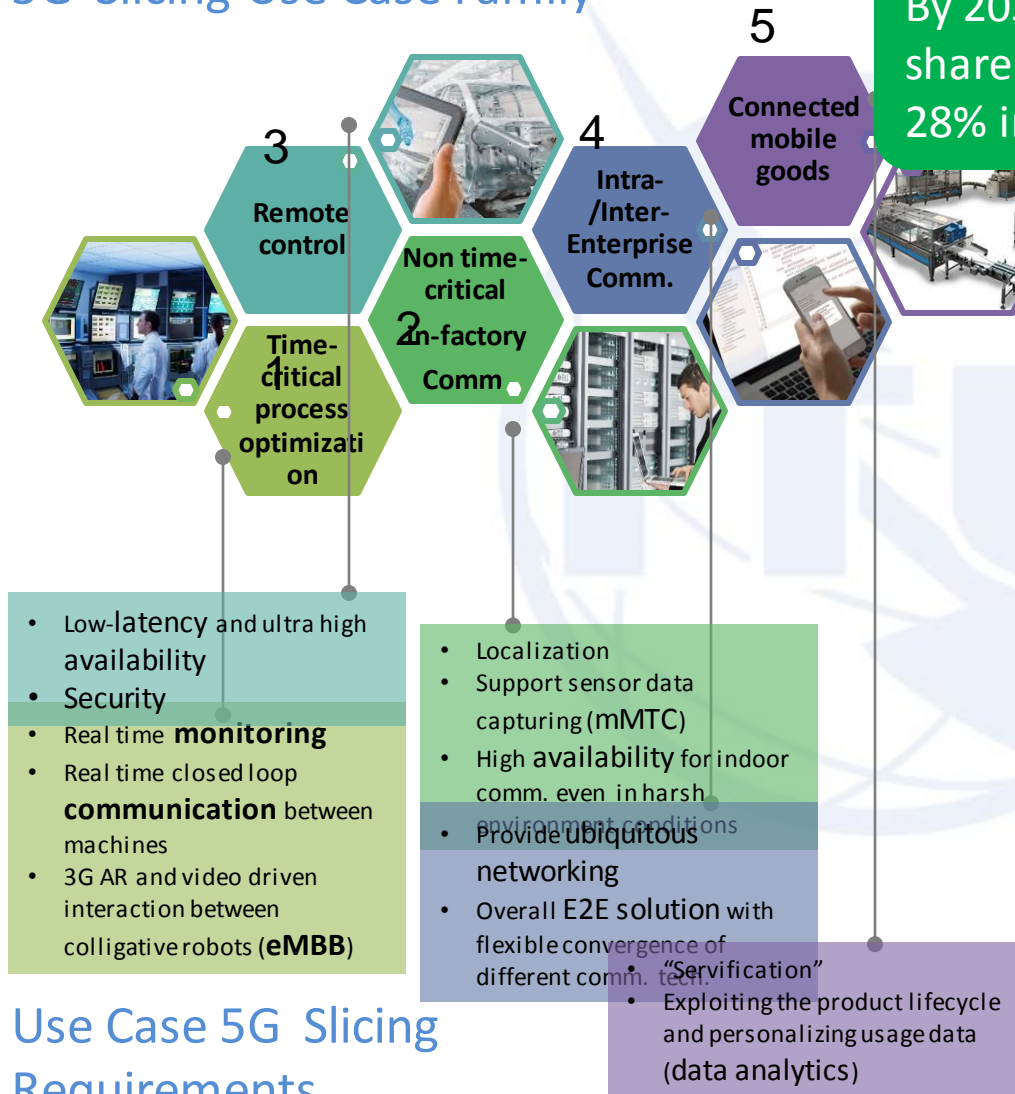 5G Slicing Use Case Family
By 20
share
28% i
5
Connected
mobile
goods
3
Remote
control
4
Intra-
/Inter-
Enterprise
Comm.
Non time-
critical
2
in-factory
Comm
1
Time-
critical
process
optimizati
on
• Low-latency and ultra high
availability
• Security
• Real time monitoring
• Real time closed loop
communication between
machines
• 3G AR and video driven
interaction between
colligative robots (eMBB)
• Localization
• Support sensor data
capturing (mMTC)
• High availability for indoor
comm. even in harsh
environment conditions
• Provide ubiquitous
networking
• Overall E2E solution with
flexible convergence of
different comm. tech.
• “Servification”
• Exploiting the product lifecycle
and personalizing usage data
(data analytics)
Use Case 5G Slicing
Requirements